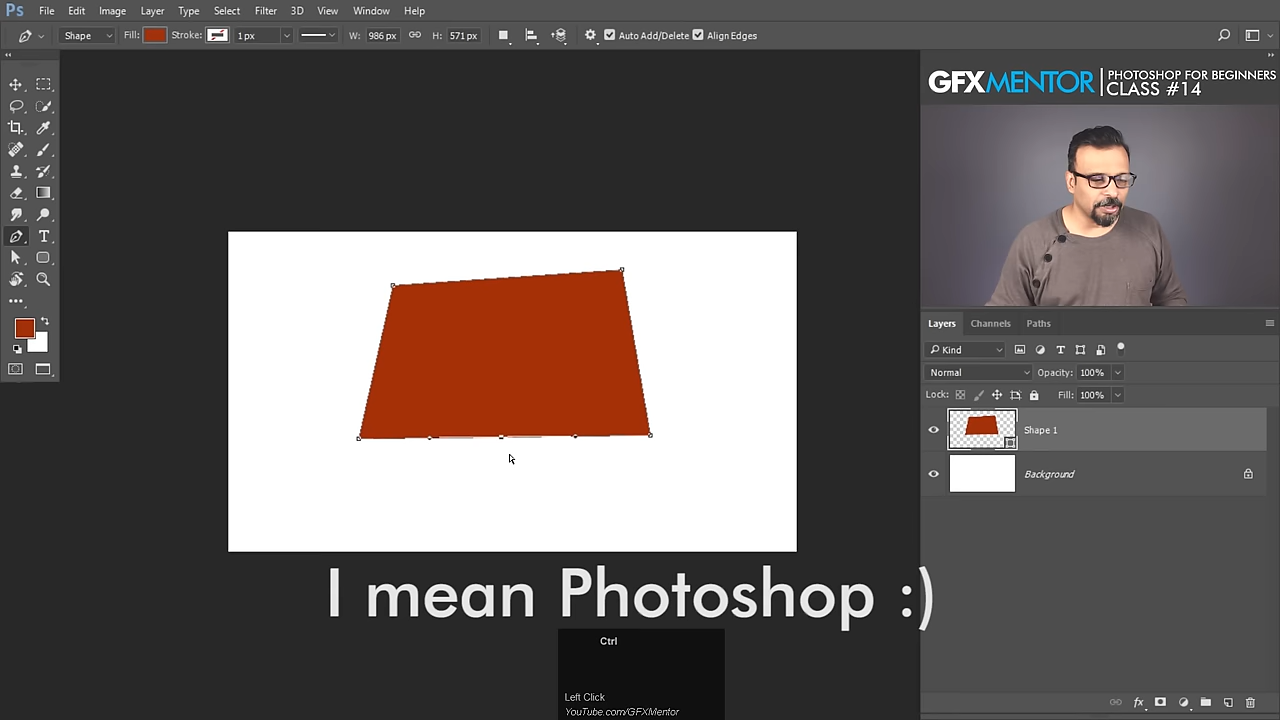 Ps File Edit Image Layer Type Select Filter 3D View Window Help
Shape Fill: Stroke: 1 px W: 986 px H: 571 px Auto Add/Delete Align Edges
GFXMENTOR
PHOTOSHOP FOR BEGINNERS
CLASS #14
Layers Channels Paths
Kind
Normal Opacity: 100%
Lock: Fill: 100%
Shape 1
Background
I mean Photoshop :)
Ctrl
Left Click
YouTube.com/GFXMentor